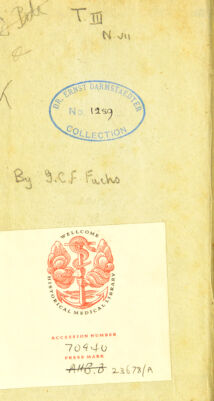 T. III
N. VII
DR. ERNST DARMSTAEDTER
No. 1289
COLLECTION
By J.C.F Fuchs
WELLCOME
HISTORICAL MEDICAL LIBRARY
ACCESSION NUMBER
70940
PRESS MARK
23678/A